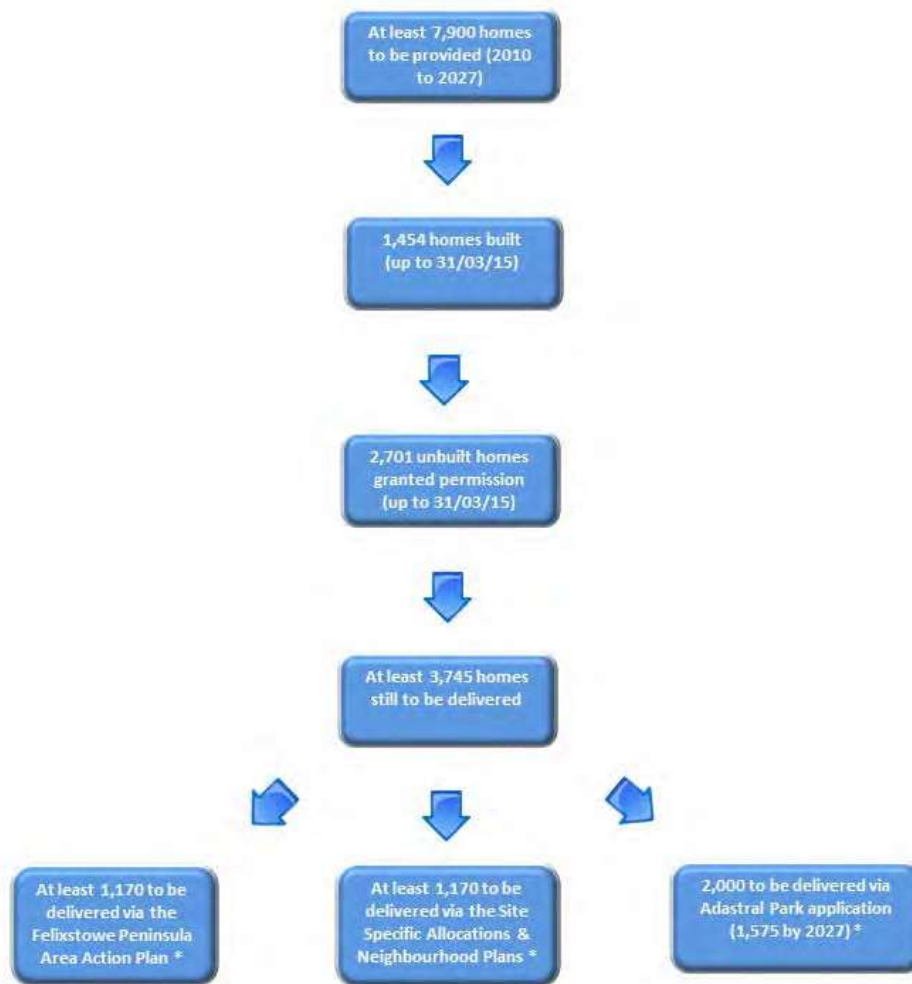 At least 7,900 homes
to be provided (2010
to 2027)
1,454 homes built
(up to 31/03/15)
2,701 unbuilt homes
granted permission
(up to 31/03/15)
At least 3,745 homes
still to be delivered
At least 1,170 to be
delivered via the
Felixstowe Peninsula
Area Action Plan *
At least 1,170 to be
delivered via the Site
Specific Allocations &
Neighbourhood Plans *
2,000 to be delivered via
Adastral Park application
(1,575 by 2027) *